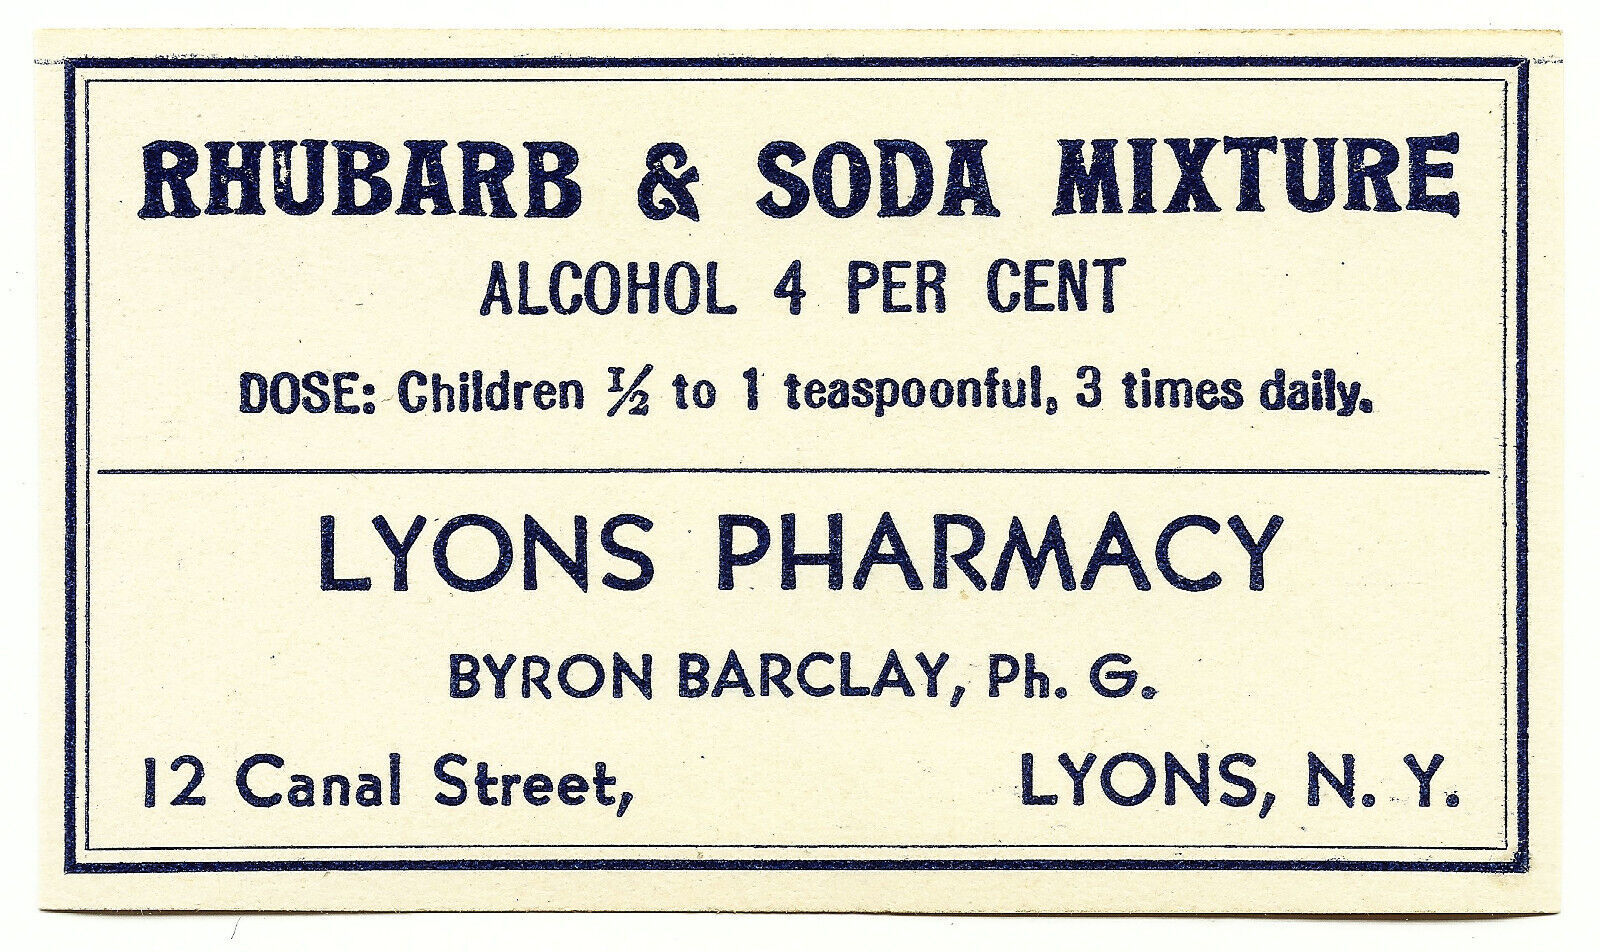 RHUBARB & SODA MIXTURE
ALCOHOL 4 PER CENT
DOSE: Children 1/2 to 1 teaspoonful, 3 times daily.
LYONS PHARMACY
BYRON BARCLAY, Ph. G.
12 Canal Street, LYONS, N. Y.